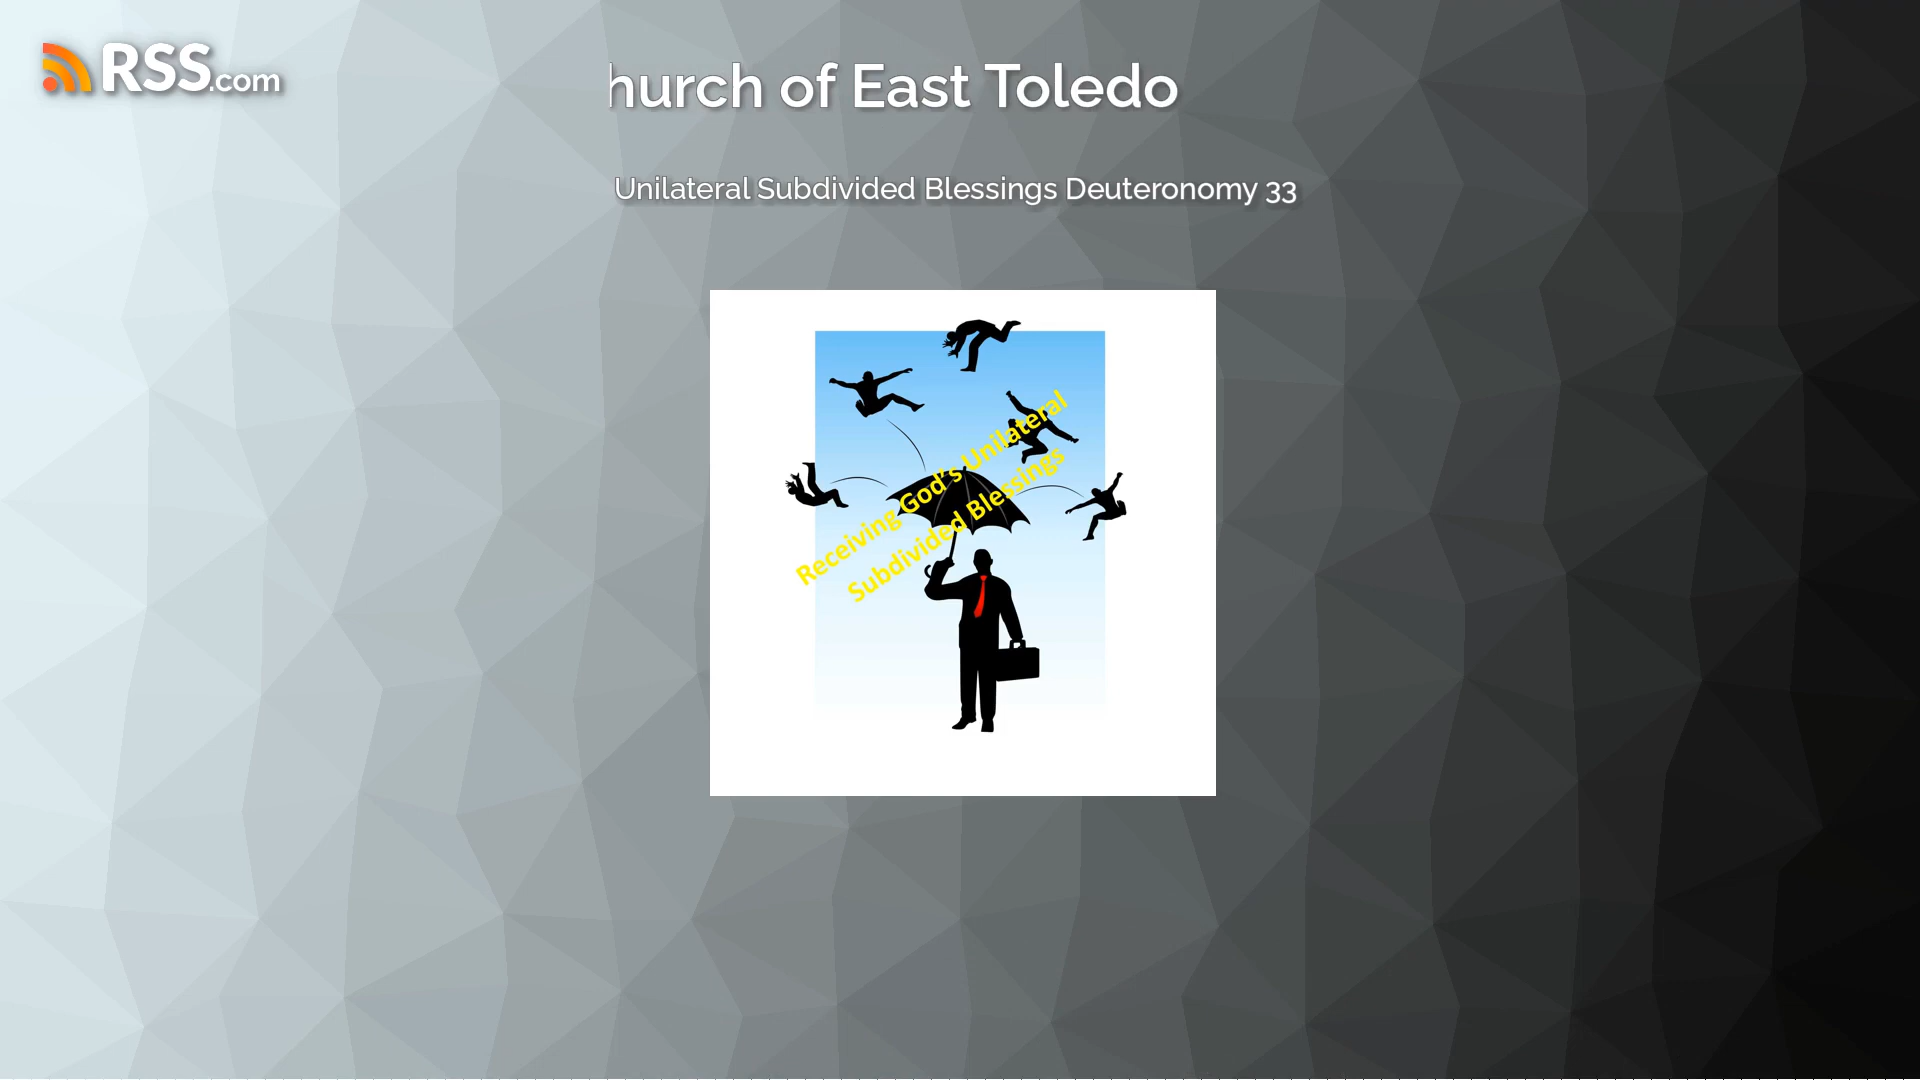 RSS.com
hurch of East Toledo
Unilateral Subdivided Blessings Deuteronomy 33
Receiving God's Unilateral
Subdivided Blessings